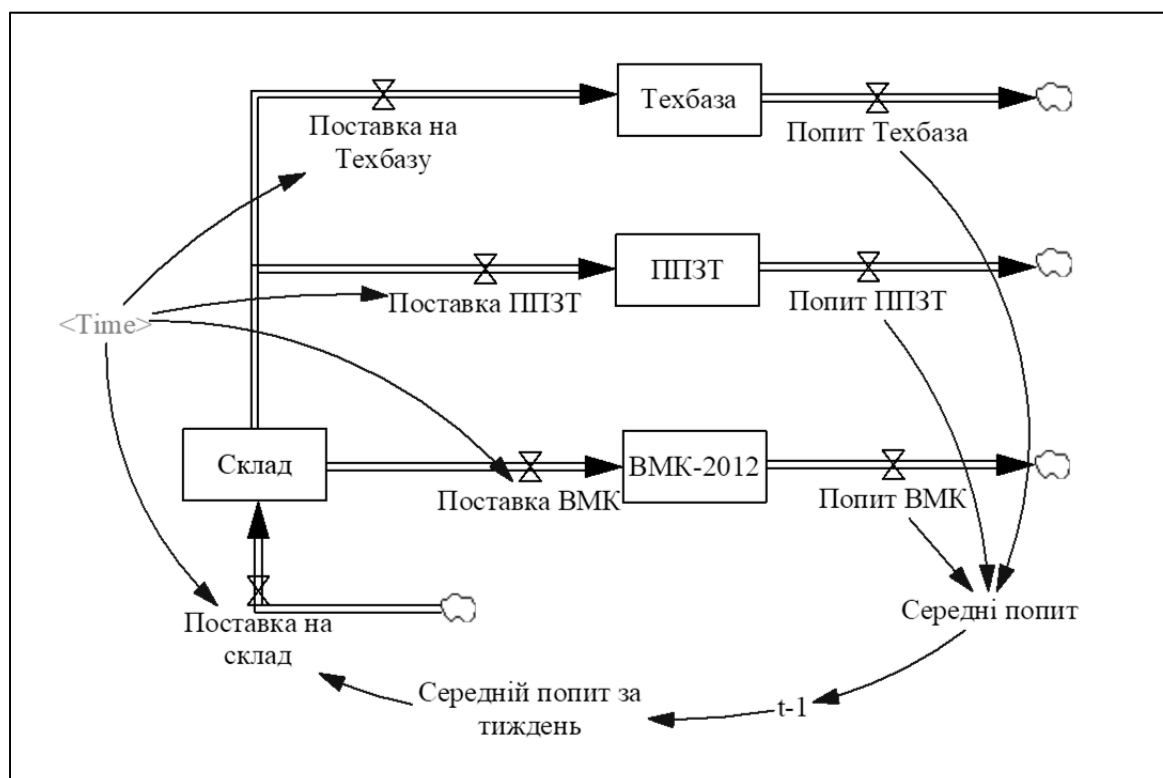 Техбаза
Поставка на
Техбазу
Попит Техбаза
ППЗТ
Поставка ППЗТ
Попит ППЗТ
<Time>
Склад
ВМК-2012
Поставка ВМК
Попит ВМК
Середні попит
Поставка на
склад
Середній попит за
тиждень
t-1